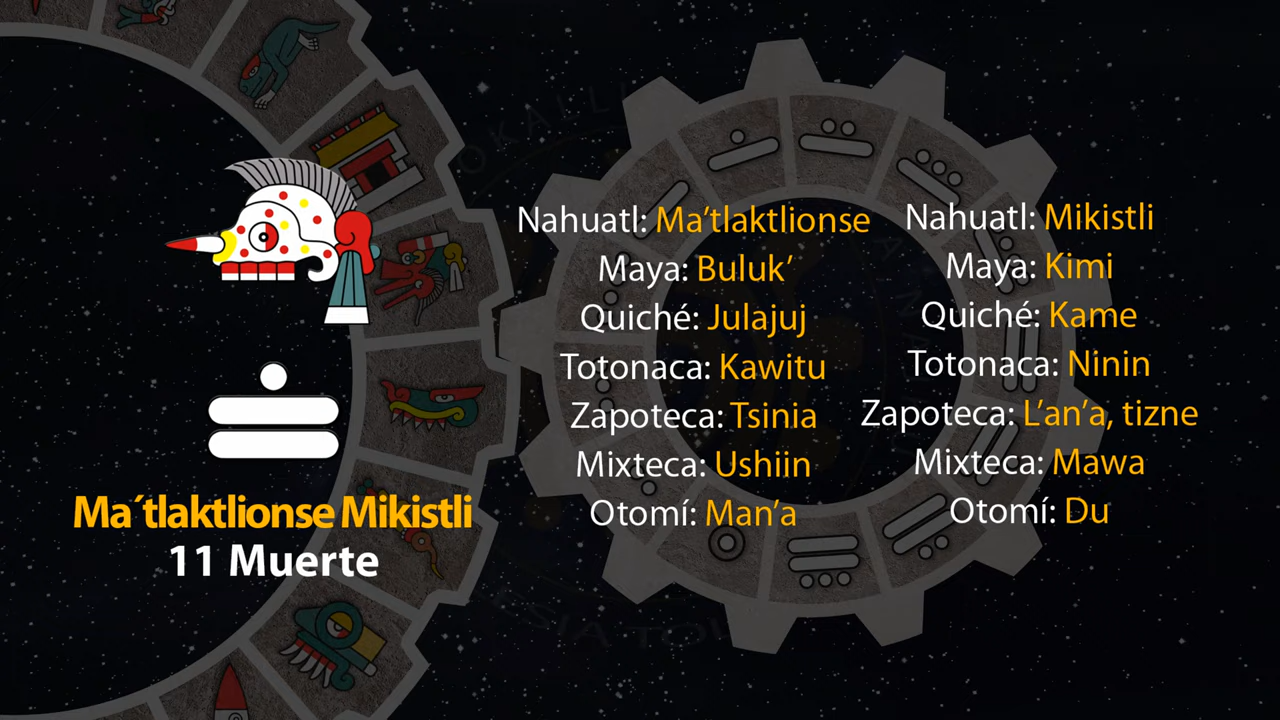 Ma´tlaktlionse Mikistli
11 Muerte
Nahuatl: Ma’tlaktlionse
Maya: Buluk’
Quiché: Julajuj
Totonaca: Kawitu
Zapoteca: Tsinia
Mixteca: Ushiin
Otomí: Man’a
Nahuatl: Mikistli
Maya: Kimi
Quiché: Kame
Totonaca: Ninin
Zapoteca: L’an’a, tizne
Mixteca: Mawa
Otomí: Du